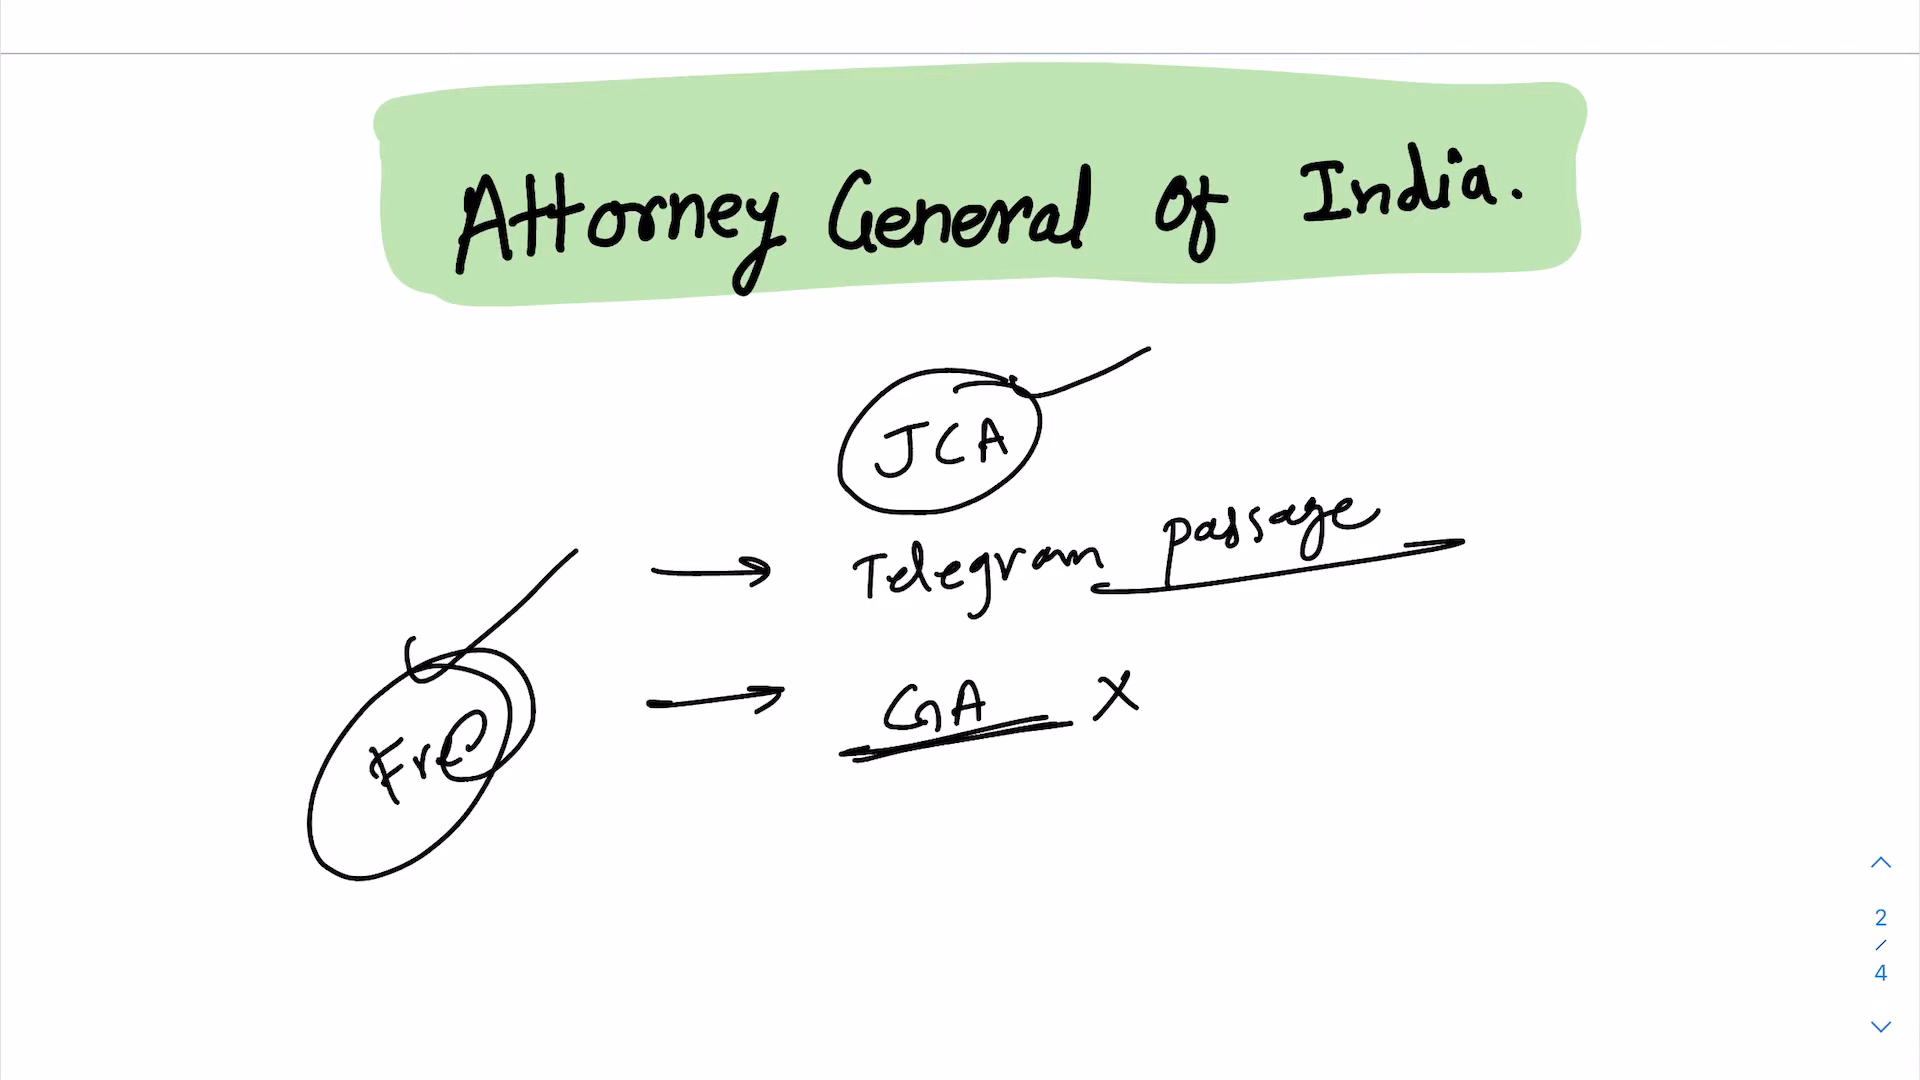 Attorney General Of India.
JCA
→ Telegram passage
Fre
→ GA X
2
/
4